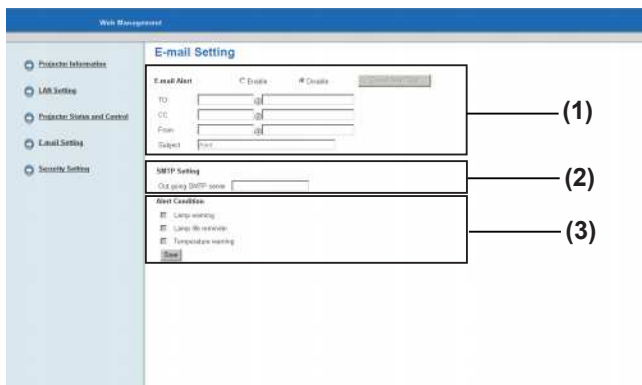 Web Management
E-mail Setting
Projector Information
LAN Setting
Projector Status and Control
E-mail Setting
Security Setting
E-mail Alert Enable Disable
TO @
CC @
From @
Subject
(1)
SMTP Setting
Out going SMTP server
(2)
Alert Condition
Lamp warning
Lamp life reminder
Temperature warning
Save
(3)